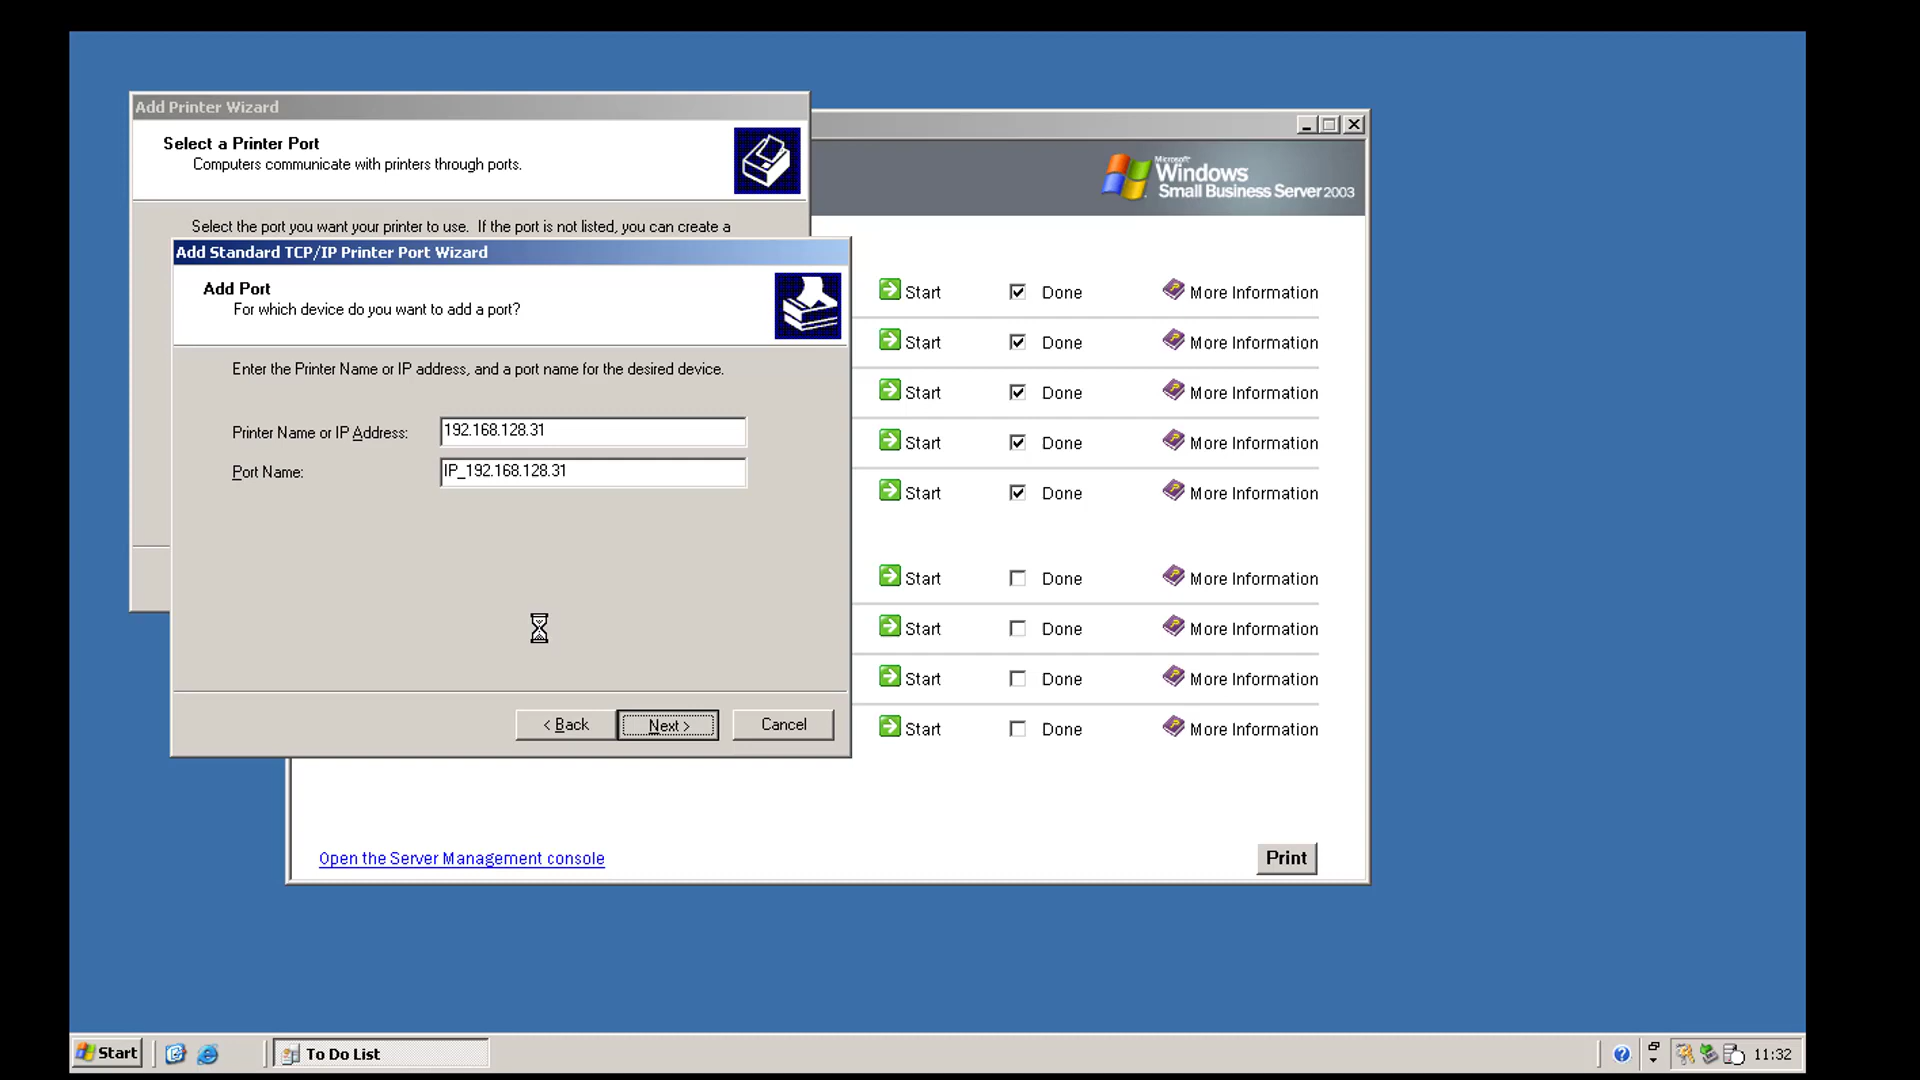 Add Printer Wizard
Select a Printer Port
Computers communicate with printers through ports.
Select the port you want your printer to use. If the port is not listed, you can create a
Microsoft
Windows
Small Business Server 2003
Add Standard TCP/IP Printer Port Wizard
Add Port
For which device do you want to add a port?
Enter the Printer Name or IP address, and a port name for the desired device.
Printer Name or IP Address:
192.168.128.31
Port Name:
IP_192.168.128.31
< Back
Next >
Cancel
Start Done More Information
Start Done More Information
Start Done More Information
Start Done More Information
Start Done More Information
Start Done More Information
Start Done More Information
Start Done More Information
Start Done More Information
Open the Server Management console
Print
Start
To Do List
11:32